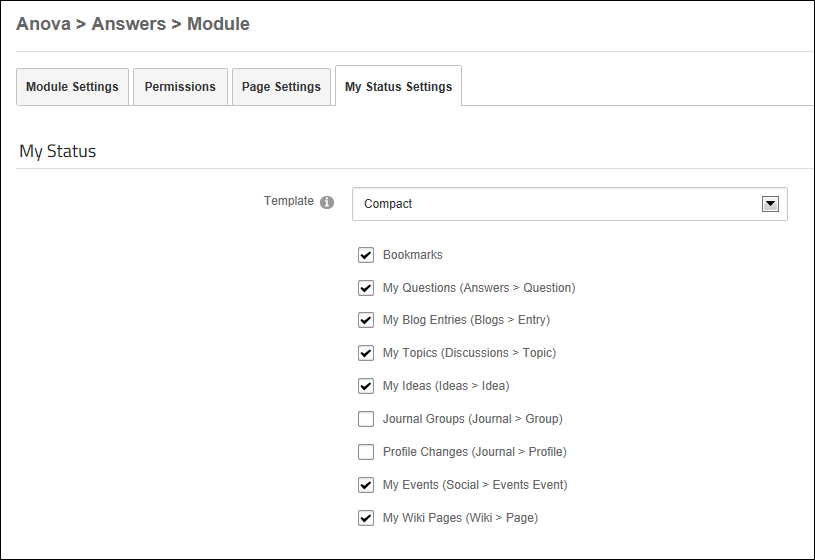 Anova > Answers > Module
Module Settings
Permissions
Page Settings
My Status Settings
My Status
Template
Compact
Bookmarks
My Questions (Answers > Question)
My Blog Entries (Blogs > Entry)
My Topics (Discussions > Topic)
My Ideas (Ideas > Idea)
Journal Groups (Journal > Group)
Profile Changes (Journal > Profile)
My Events (Social > Events Event)
My Wiki Pages (Wiki > Page)